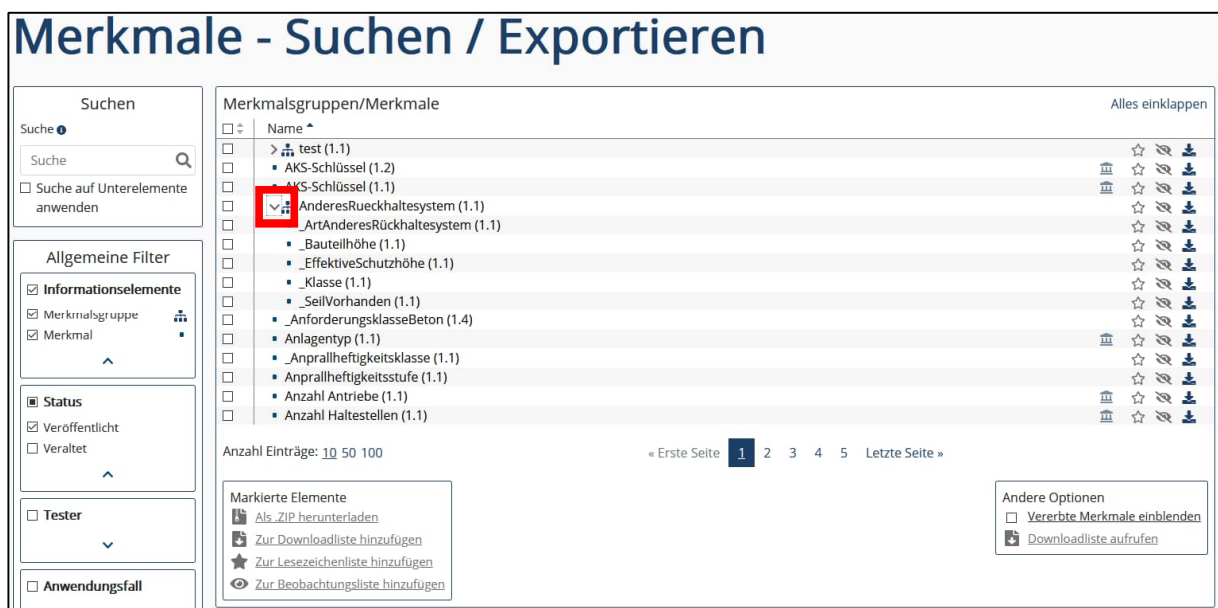 Merkmale - Suchen / Exportieren
Suchen
Suche
Suche
Suche auf Unterelemente
anwenden
Allgemeine Filter
Informationselemente
Merkmalsgruppe
Merkmal
Status
Veröffentlicht
Veraltet
Tester
Anwendungsfall
Merkmalsgruppen/Merkmale
Alles einklappen
Name
test (1.1)
AKS-Schlüssel (1.2)
AKS-Schlüssel (1.1)
AnderesRueckhaltesystem (1.1)
_ArtAnderesRückhaltesystem (1.1)
_Bauteilhöhe (1.1)
_EffektiveSchutzhöhe (1.1)
_Klasse (1.1)
_SeilVorhanden (1.1)
_AnforderungsklasseBeton (1.4)
Anlagentyp (1.1)
_Anprallheftigkeitsklasse (1.1)
Anprallheftigkeitsstufe (1.1)
Anzahl Antriebe (1.1)
Anzahl Haltestellen (1.1)
Anzahl Einträge: 10 50 100
« Erste Seite 1 2 3 4 5 Letzte Seite »
Markierte Elemente
Als .ZIP herunterladen
Zur Downloadliste hinzufügen
Zur Lesezeichenliste hinzufügen
Zur Beobachtungsliste hinzufügen
Andere Optionen
Vererbte Merkmale einblenden
Downloadliste aufrufen